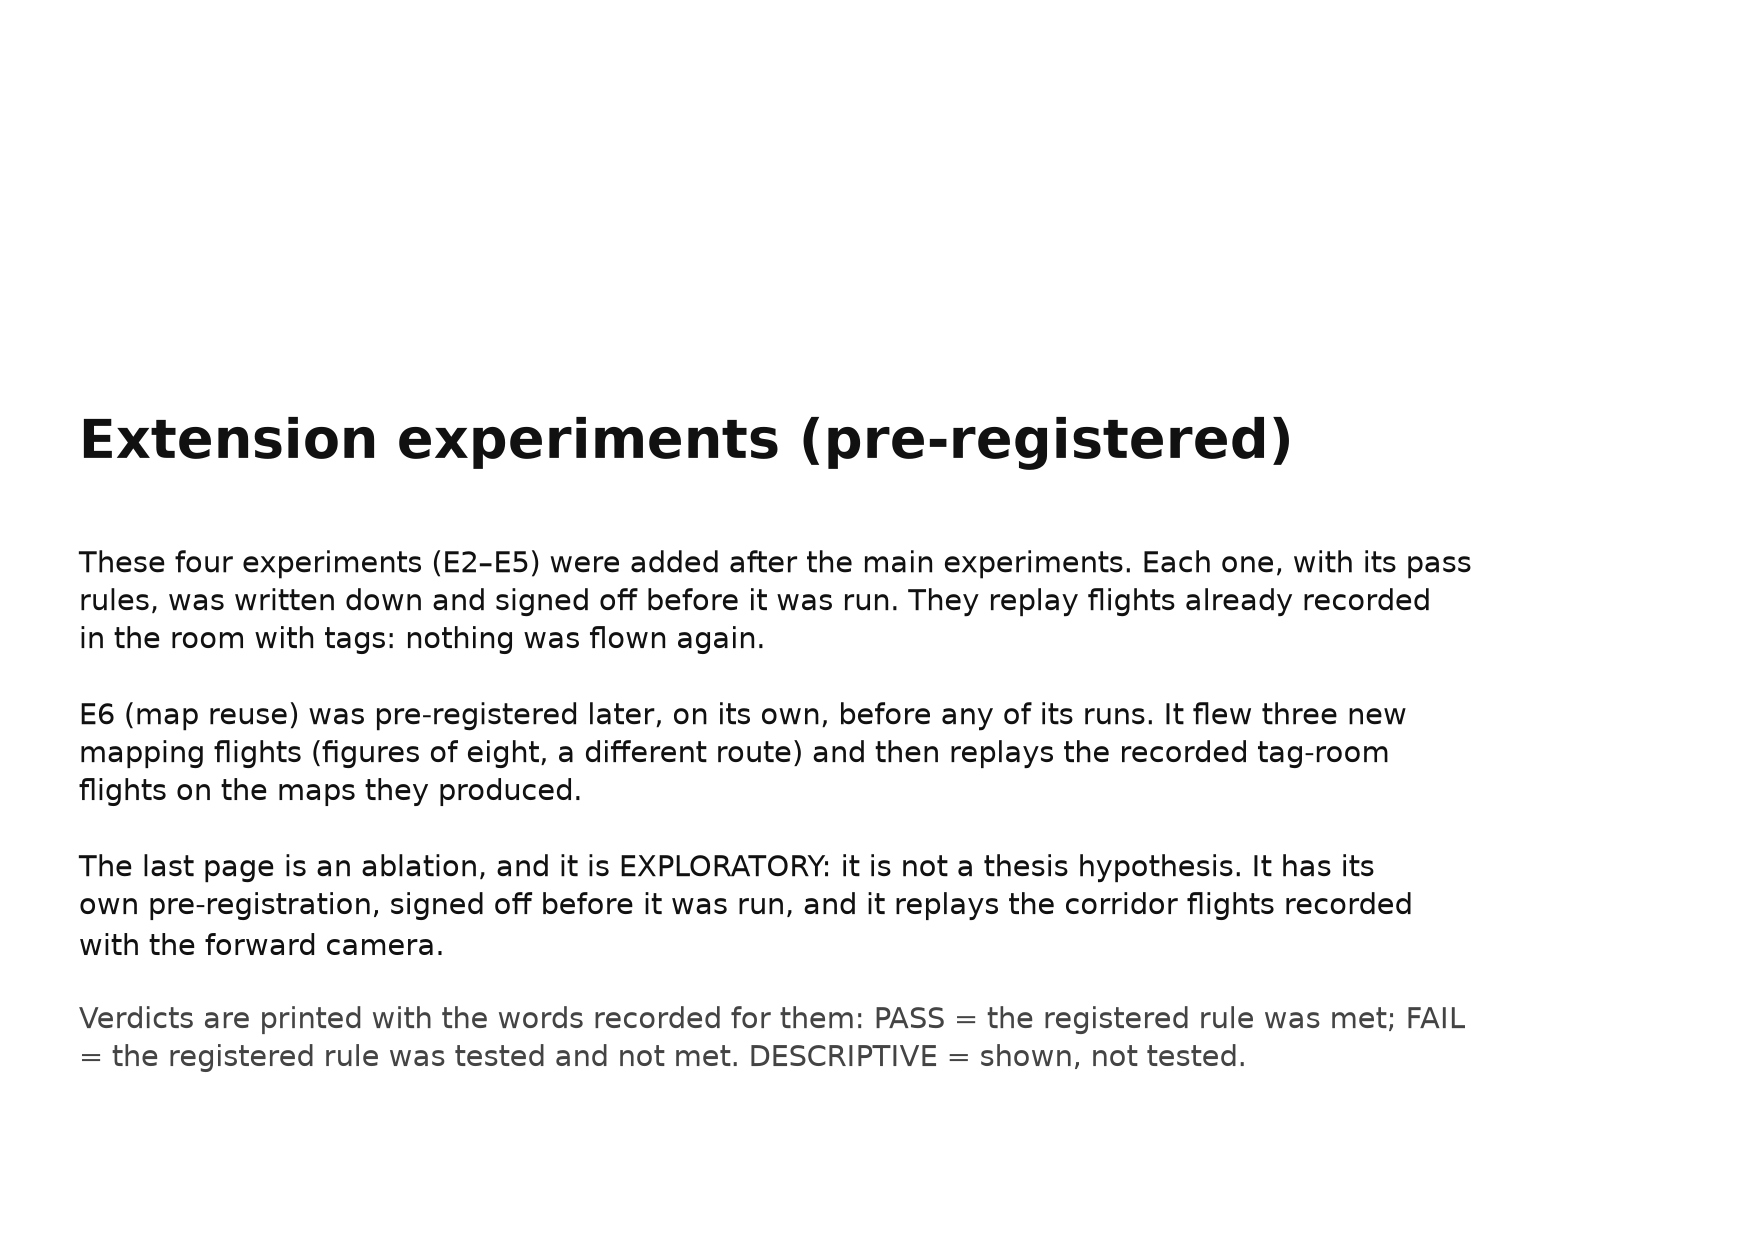 Extension experiments (pre-registered)
These four experiments (E2–E5) were added after the main experiments. Each one, with its pass
rules, was written down and signed off before it was run. They replay flights already recorded
in the room with tags: nothing was flown again.
E6 (map reuse) was pre-registered later, on its own, before any of its runs. It flew three new
mapping flights (figures of eight, a different route) and then replays the recorded tag-room
flights on the maps they produced.
The last page is an ablation, and it is EXPLORATORY: it is not a thesis hypothesis. It has its
own pre-registration, signed off before it was run, and it replays the corridor flights recorded
with the forward camera.
Verdicts are printed with the words recorded for them: PASS = the registered rule was met; FAIL
= the registered rule was tested and not met. DESCRIPTIVE = shown, not tested.